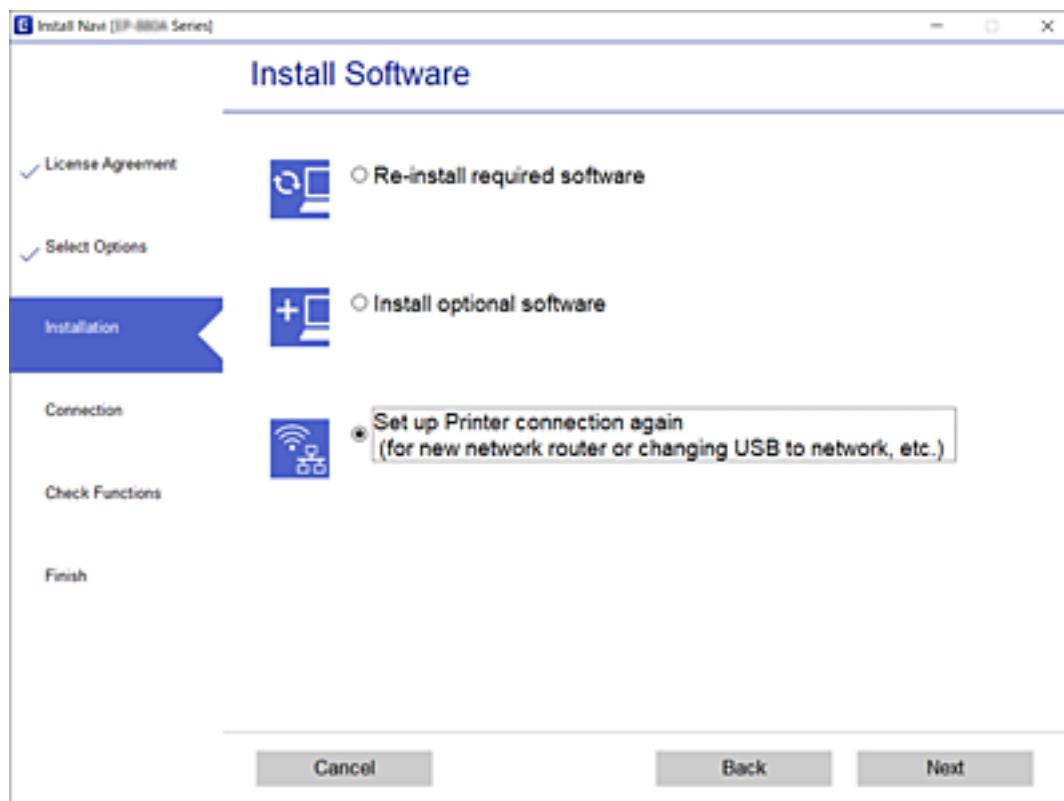 Install Navi [EP-880A Series]
Install Software
License Agreement
Select Options
Installation
Connection
Check Functions
Finish
Re-install required software
Install optional software
Set up Printer connection again
(for new network router or changing USB to network, etc.)
Cancel
Back
Next